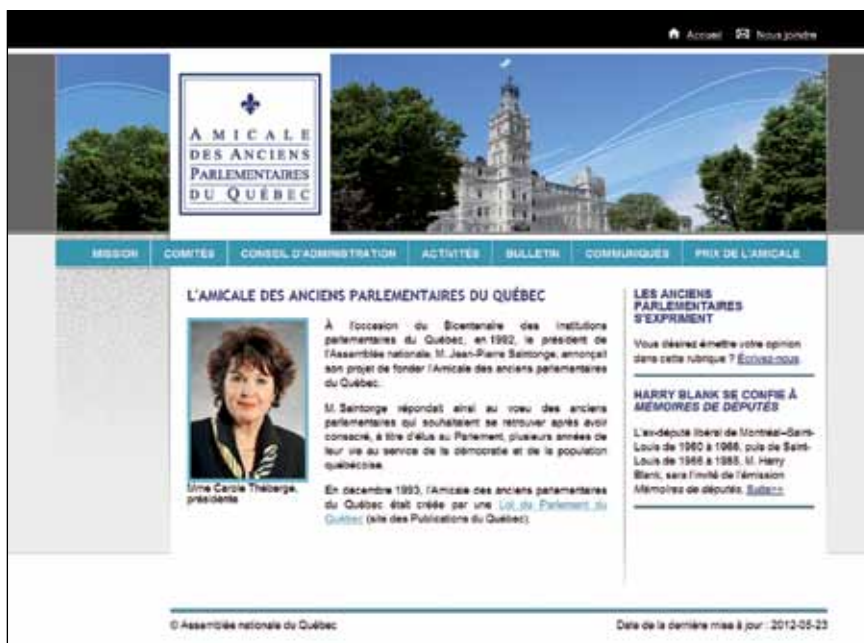 Accueil Nous joindre
AMICALE
DES ANCIENS
PARLEMENTAIRES
DU QUÉBEC
MISSION COMITÉS CONSEIL D'ADMINISTRATION ACTIVITÉS BULLETIN COMMUNIQUÉS PRIX DE L'AMICALE
L'AMICALE DES ANCIENS PARLEMENTAIRES DU QUÉBEC
Mme Carole Théberge,
présidente
À l'occasion du Bicentenaire des institutions
parlementaires du Québec, en 1992, le président de
l'Assemblée nationale, M. Jean-Pierre Saintonge, annonçait
son projet de fonder l'Amicale des anciens parlementaires
du Québec.
M. Saintonge répondait ainsi au voeu des anciens
parlementaires qui souhaitaient se retrouver après avoir
consacré, à titre d'élus au Parlement, plusieurs années de
leur vie au service de la démocratie et de la population
québécoise.
En décembre 1993, l'Amicale des anciens parlementaires
du Québec était créée par une Loi du Parlement du
Québec (site des Publications du Québec).
LES ANCIENS
PARLEMENTAIRES
S'EXPRIMENT
Vous désirez émettre votre opinion
dans cette rubrique ? Écrivez-nous.
HARRY BLANK SE CONFIE À
MÉMOIRES DE DÉPUTÉS
L'ex-député libéral de Montréal–Saint-
Louis de 1960 à 1966, puis de Saint-
Louis de 1966 à 1985, M. Harry
Blank, sera l'invité de l'émission
Mémoires de députés. Suite>>
© Assemblée nationale du Québec
Date de la dernière mise à jour : 2012-05-23